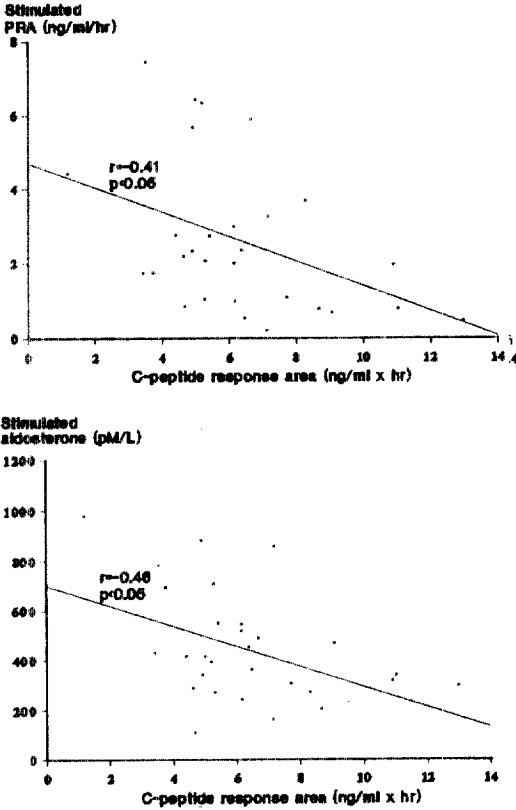 Stimulated
PRA (ng/ml/hr)
8
6
4
2
0
r=-0.41
p<0.05
0 2 4 6 8 10 12 14
C-peptide response area (ng/ml x hr)
Stimulated
aldosterone (pM/L)
1200
1000
800
600
400
200
0
r=-0.46
p<0.05
0 2 4 6 8 10 12 14
C-peptide response area (ng/ml x hr)